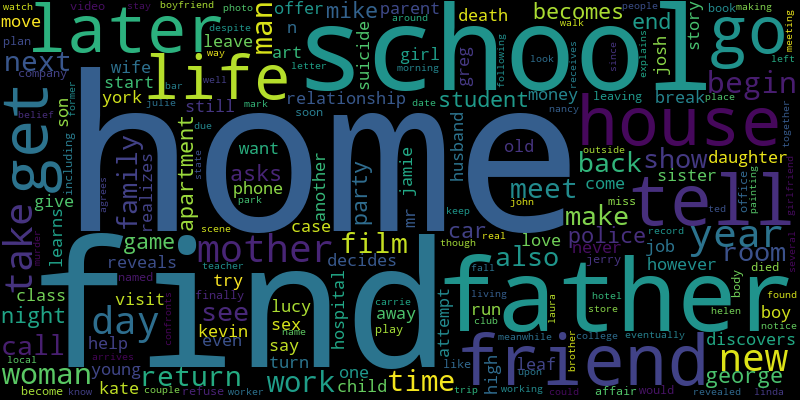 watch
boyfriend
photo
despite
around
people
making
move
video
stay
offer
mike
parent
death
becomes
go
book
meeting
plan
later
man
school
end
story
left
company
n
way
suicide
girl
walk
look
since
explains
josh
next
wife
art
letter
morning
following
receives
leave
greg
life
well
start
bar
julie
mark
date
york
still
relationship
student
money
leaving
break
place
begin
son
former
belief
including
due
state
soon
home
house
together
get
agrees
family
realizes
apartment
want
asks
phone
park
another
party
mr
jamie
husband
old
nancy
back
outside
show
daughter
sister
come
miss
office
painting
girlfriend
give
learns
scene
case
john
keep
meet
make
tell
ted
several
take
murder
game
reveals
mother
film
decides
car
though
real
love
also
police
never
record
job
jerry
however
year
room
class
teacher
named
finally
try
find
father
body
died
found
night
visit
see
lucy
sex
name
hospital
away
carrie
play
attempt
fall
living
run
club
laura
hotel
store
helen
boy
notice
day
confronts
kevin
even
say
meanwhile
friend
college
eventually
discovers
call
help
arrives
turn
like
high
upon
leaf
brother
new
local
woman
young
return
work
one
child
time
trip
working
affair
could
would
revealed
linda
george
become
know
kate
couple
refuse
worker